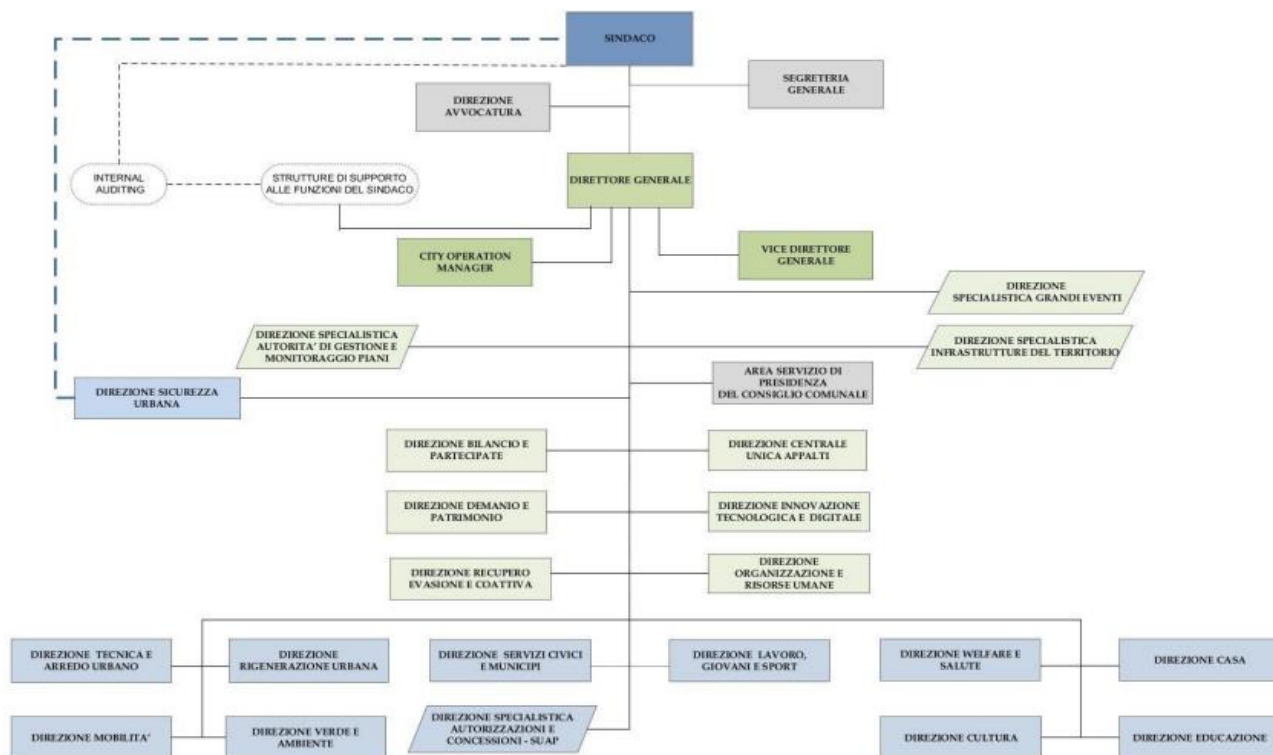 SINDACO
SEGRETERIA
GENERALE
DIREZIONE
AVVOCATURA
INTERNAL
AUDITING
STRUTTURE DI SUPPORTO
ALLE FUNZIONI DEL SINDACO
DIRETTORE GENERALE
CITY OPERATION
MANAGER
VICE DIRETTORE
GENERALE
DIREZIONE
SPECIALISTICA GRANDI EVENTI
DIREZIONE SPECIALISTICA
AUTORITA' DI GESTIONE E
MONITORAGGIO PIANI
DIREZIONE SPECIALISTICA
INFRASTRUTTURE DEL TERRITORIO
AREA SERVIZIO DI
PRESIDENZA
DEL CONSIGLIO COMUNALE
DIREZIONE SICUREZZA
URBANA
DIREZIONE BILANCIO E
PARTECIPATE
DIREZIONE CENTRALE
UNICA APPALTI
DIREZIONE DEMANIO E
PATRIMONIO
DIREZIONE INNOVAZIONE
TECNOLOGICA E DIGITALE
DIREZIONE RECUPERO
EVASIONE E COATTIVA
DIREZIONE
ORGANIZZAZIONE E
RISORSE UMANE
DIREZIONE TECNICA E
ARREDO URBANO
DIREZIONE
RIGENERAZIONE URBANA
DIREZIONE SERVIZI CIVICI
E MUNICIPI
DIREZIONE LAVORO,
GIOVANI E SPORT
DIREZIONE WELFARE E
SALUTE
DIREZIONE CASA
DIREZIONE MOBILITA'
DIREZIONE VERDE E
AMBIENTE
DIREZIONE SPECIALISTICA
AUTORIZZAZIONI E
CONCESSIONI - SUAP
DIREZIONE CULTURA
DIREZIONE EDUCAZIONE